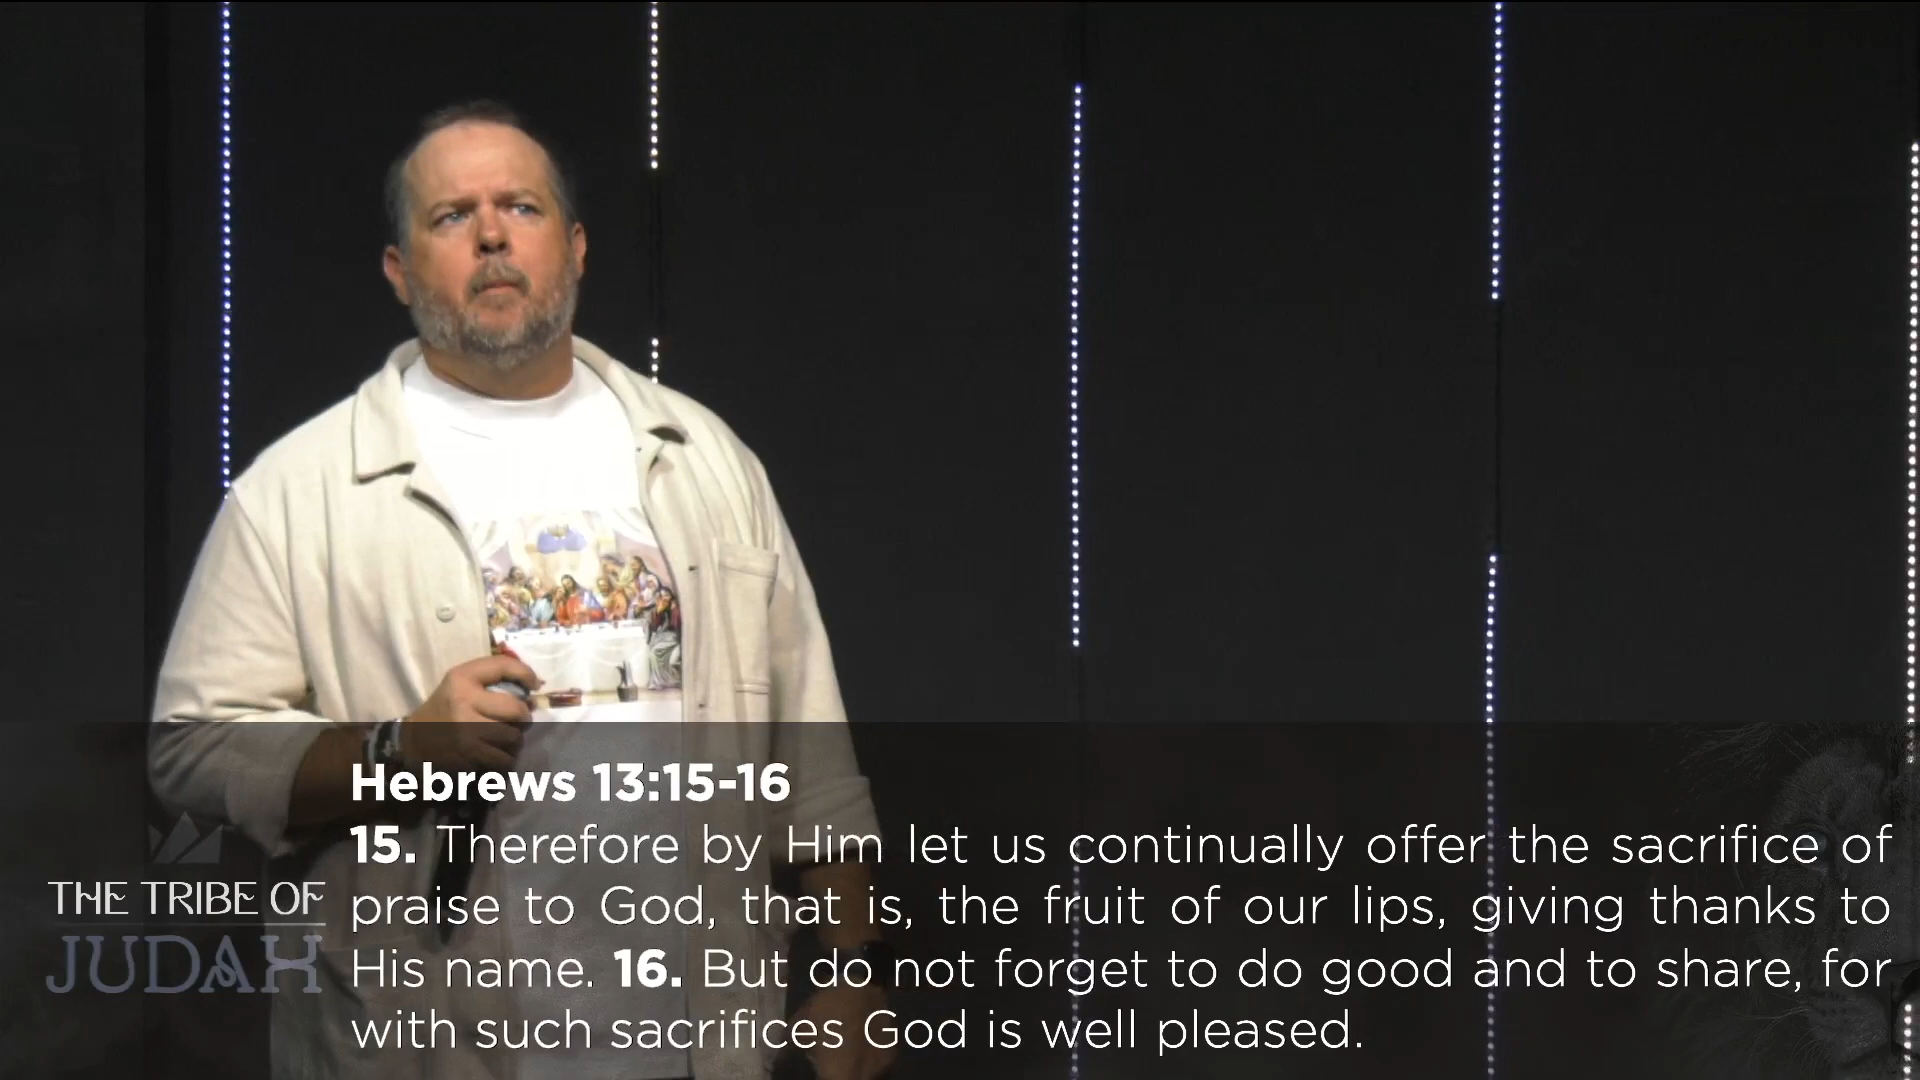 Hebrews 13:15-16
15. Therefore by Him let us continually offer the sacrifice of
praise to God, that is, the fruit of our lips, giving thanks to
His name. 16. But do not forget to do good and to share, for
with such sacrifices God is well pleased.
THE TRIBE OF
JUDAH